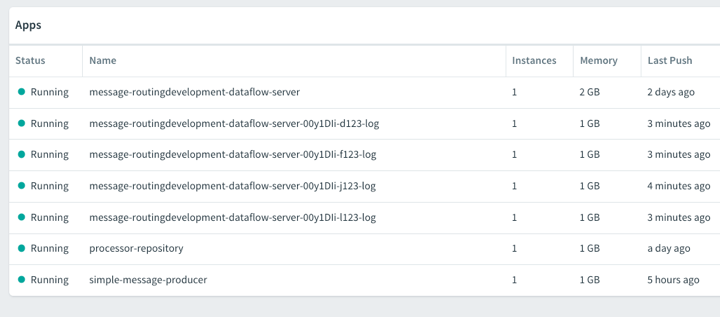 Apps
Status Name Instances Memory Last Push
Running message-routingdevelopment-dataflow-server 1 2 GB 2 days ago
Running message-routingdevelopment-dataflow-server-00y1DIi-d123-log 1 1 GB 3 minutes ago
Running message-routingdevelopment-dataflow-server-00y1DIi-f123-log 1 1 GB 3 minutes ago
Running message-routingdevelopment-dataflow-server-00y1DIi-j123-log 1 1 GB 4 minutes ago
Running message-routingdevelopment-dataflow-server-00y1DIi-l123-log 1 1 GB 3 minutes ago
Running processor-repository 1 1 GB a day ago
Running simple-message-producer 1 1 GB 5 hours ago